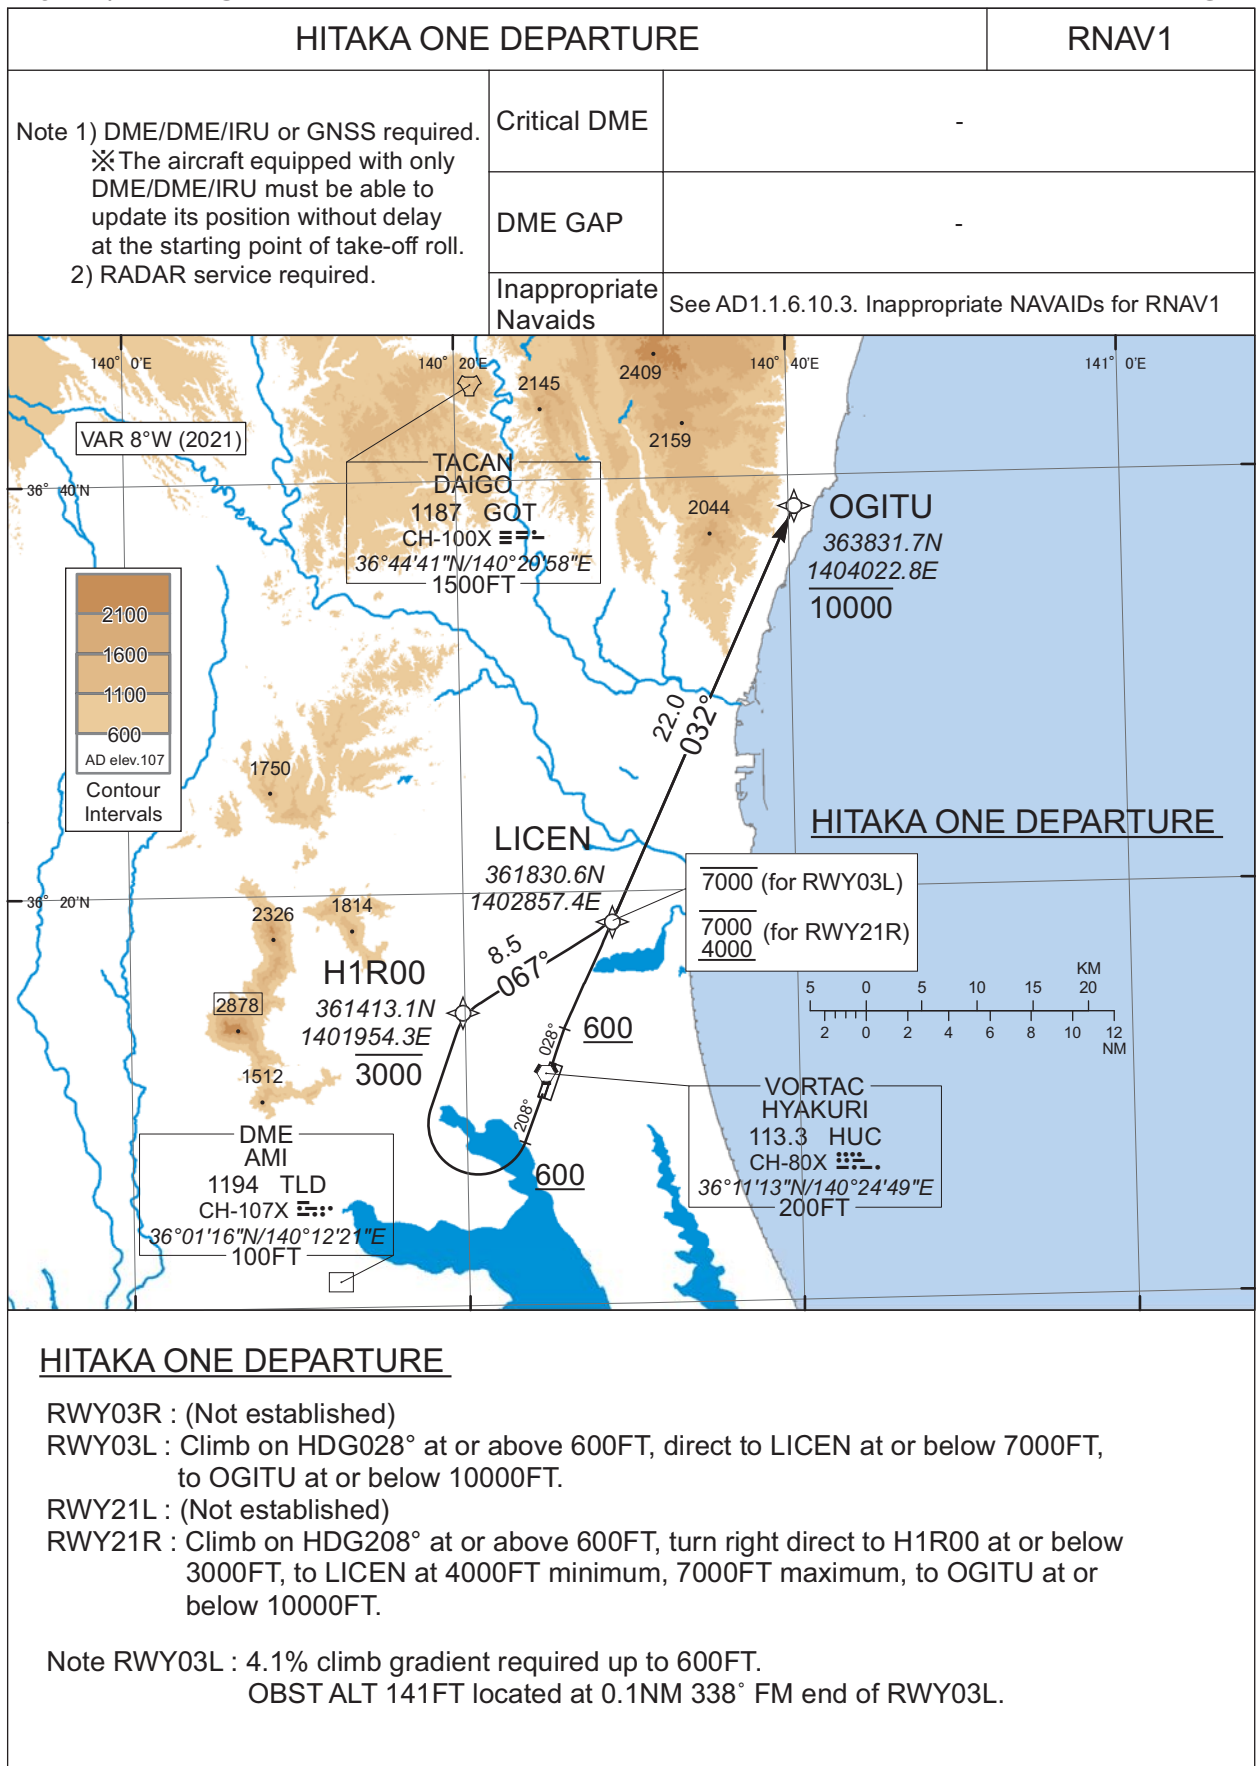 HITAKA ONE DEPARTURE
RNAV1
Note 1) DME/DME/IRU or GNSS required.
※The aircraft equipped with only
DME/DME/IRU must be able to
update its position without delay
at the starting point of take-off roll.
2) RADAR service required.
Critical DME
-
DME GAP
-
Inappropriate
Navaids
See AD1.1.6.10.3. Inappropriate NAVAIDs for RNAV1
140° 0'E
140° 20'E
140° 40'E
141° 0'E
2409
2145
2159
2044
VAR 8°W (2021)
36° 40'N
TACAN
DAIGO
1187 GOT
CH-100X
36°44'41"N/140°20'58"E
1500FT
OGITU
363831.7N
1404022.8E
10000
2100
1600
1100
600
AD elev.107
Contour
Intervals
22.0
032°
1750
HITAKA ONE DEPARTURE
LICEN
361830.6N
1402857.4E
7000 (for RWY03L)
7000
4000
(for RWY21R)
36° 20'N
2326
1814
8.5
067°
H1R00
361413.1N
1401954.3E
3000
2878
1512
KM
5 0 5 10 15 20
2 0 2 4 6 8 10 12
NM
028°
600
208°
600
VORTAC
HYAKURI
113.3 HUC
CH-80X
36°11'13"N/140°24'49"E
200FT
DME
AMI
1194 TLD
CH-107X
36°01'16"N/140°12'21"E
100FT
HITAKA ONE DEPARTURE
RWY03R : (Not established)
RWY03L : Climb on HDG028° at or above 600FT, direct to LICEN at or below 7000FT,
to OGITU at or below 10000FT.
RWY21L : (Not established)
RWY21R : Climb on HDG208° at or above 600FT, turn right direct to H1R00 at or below
3000FT, to LICEN at 4000FT minimum, 7000FT maximum, to OGITU at or
below 10000FT.
Note RWY03L : 4.1% climb gradient required up to 600FT.
OBST ALT 141FT located at 0.1NM 338° FM end of RWY03L.